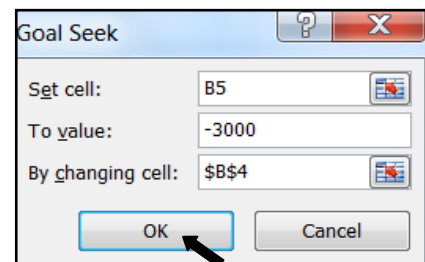 Goal Seek
Set cell: B5
To value: -3000
By changing cell: $B$4
OK Cancel